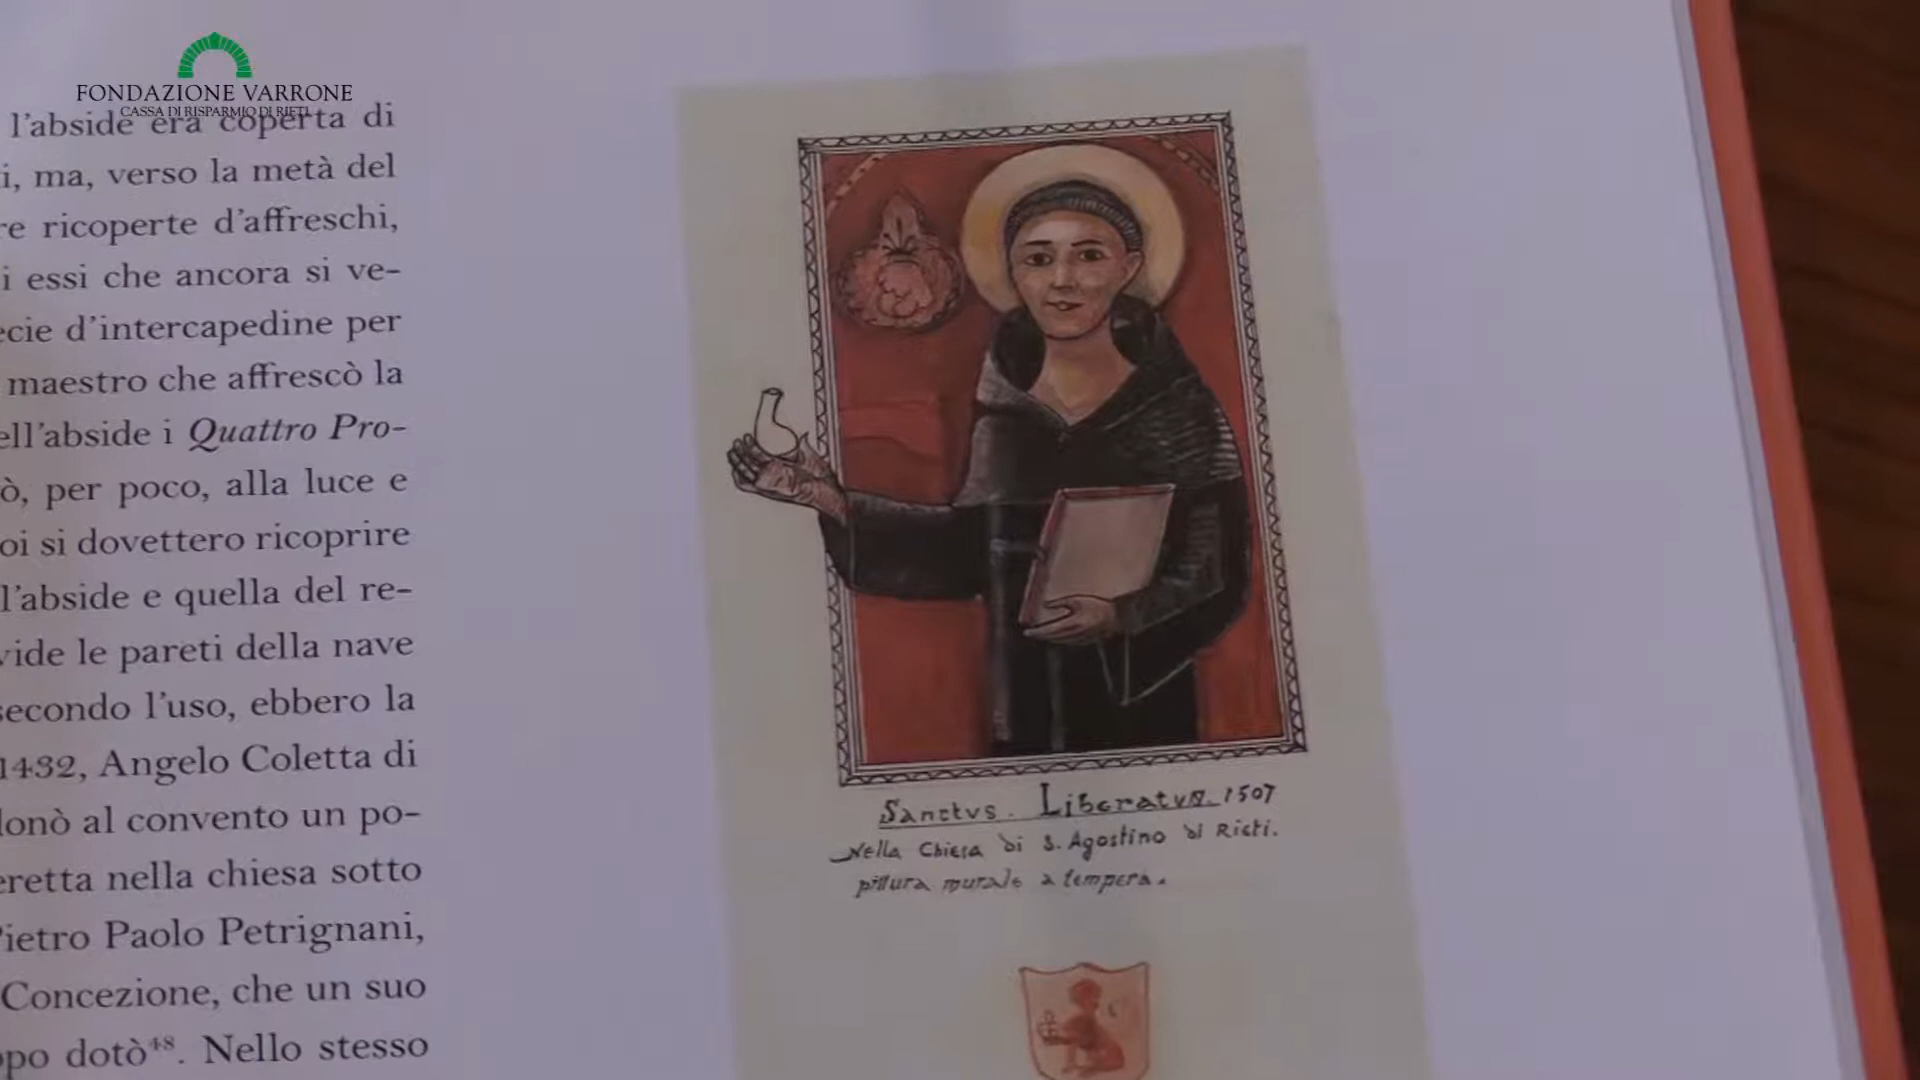 FONDAZIONE VARRONE
CASSA DI RISPARMIO DI RIETI
l'abside era coperta di
i, ma, verso la metà del
re ricoperte d'affreschi,
i essi che ancora si ve-
ecie d'intercapedine per
maestro che affrescò la
ell'abside i Quattro Pro-
ò, per poco, alla luce e
oi si dovettero ricoprire
l'abside e quella del re-
vide le pareti della nave
secondo l'uso, ebbero la
1432, Angelo Coletta di
donò al convento un po-
eretta nella chiesa sotto
Pietro Paolo Petrignani,
Concezione, che un suo
opo dotò⁴⁸. Nello stesso
Sanctvs. Liberatvs. 1507
Nella Chiesa di S. Agostino di Rieti.
pittura murale a tempera.